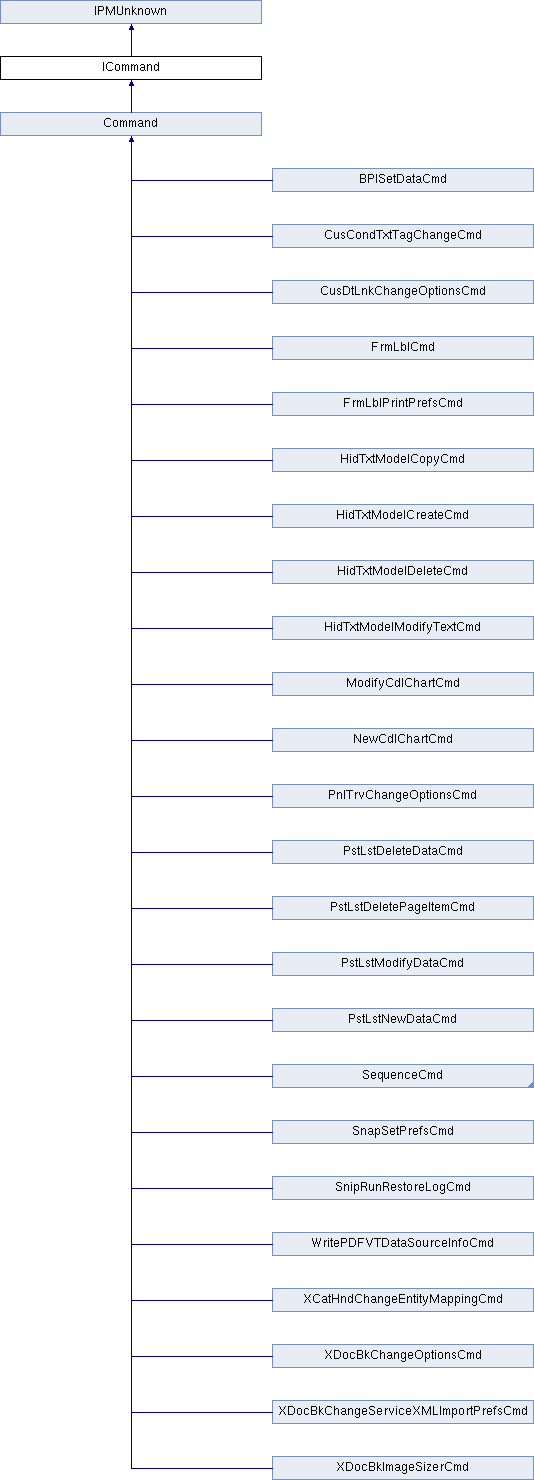 IPMUnknown
ICommand
Command
BPISetDataCmd
CusCondTxtTagChangeCmd
CusDtLnkChangeOptionsCmd
FrmLblCmd
FrmLblPrintPrefsCmd
HidTxtModelCopyCmd
HidTxtModelCreateCmd
HidTxtModelDeleteCmd
HidTxtModelModifyTextCmd
ModifyCdlChartCmd
NewCdlChartCmd
PnlTrvChangeOptionsCmd
PstLstDeleteDataCmd
PstLstDeletePageItemCmd
PstLstModifyDataCmd
PstLstNewDataCmd
SequenceCmd
SnapSetPrefsCmd
SnipRunRestoreLogCmd
WritePDFVTDataSourceInfoCmd
XCatHndChangeEntityMappingCmd
XDocBkChangeOptionsCmd
XDocBkChangeServiceXMLImportPrefsCmd
XDocBkImageSizerCmd